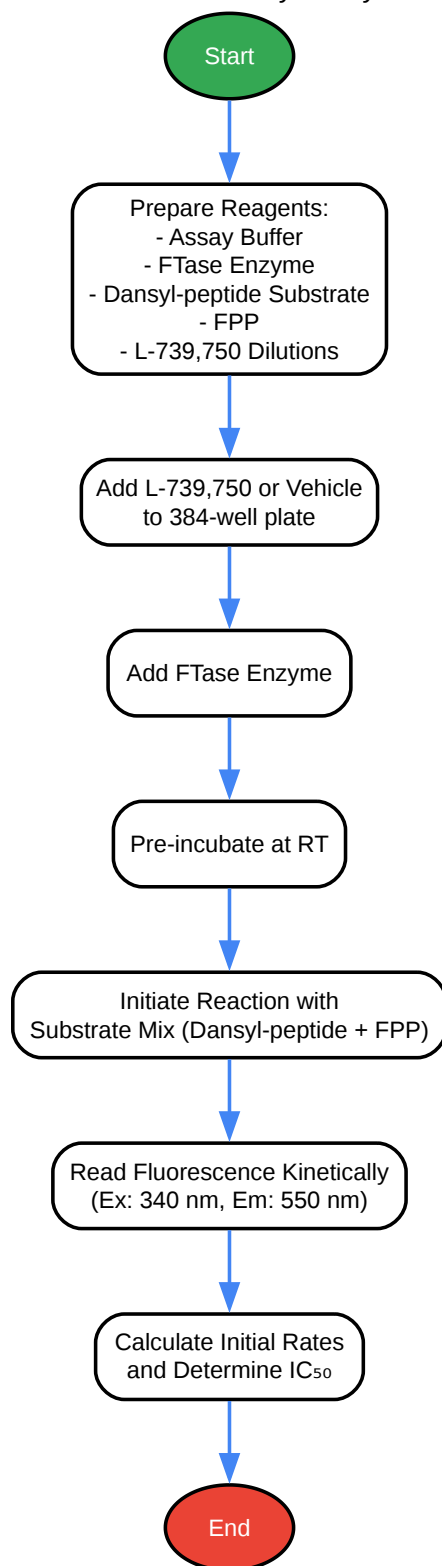 Start
Prepare Reagents:
- Assay Buffer
- FTase Enzyme
- Dansyl-peptide Substrate
- FPP
- L-739,750 Dilutions
Add L-739,750 or Vehicle
to 384-well plate
Add FTase Enzyme
Pre-incubate at RT
Initiate Reaction with
Substrate Mix (Dansyl-peptide + FPP)
Read Fluorescence Kinetically
(Ex: 340 nm, Em: 550 nm)
Calculate Initial Rates
and Determine IC₅₀
End